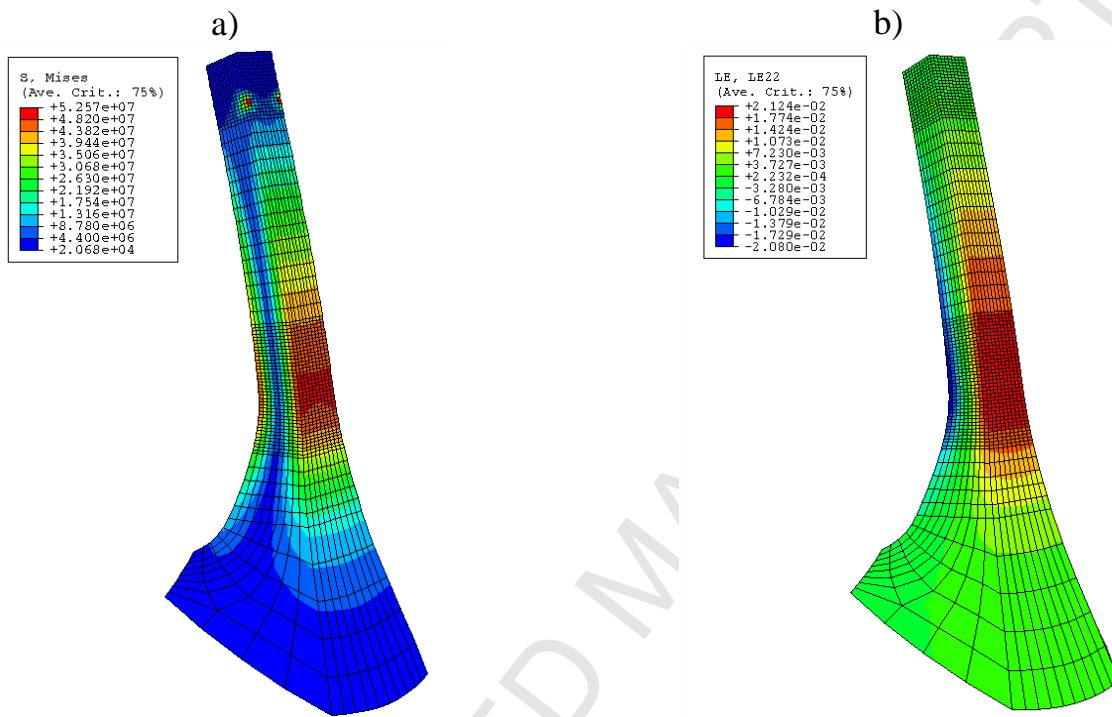 a)
S, Mises
(Ave. Crit.: 75%)
+5.257e+07
+4.820e+07
+4.382e+07
+3.944e+07
+3.506e+07
+3.068e+07
+2.630e+07
+2.192e+07
+1.754e+07
+1.316e+07
+8.780e+06
+4.400e+06
+2.068e+04
b)
LE, LE22
(Ave. Crit.: 75%)
+2.124e-02
+1.774e-02
+1.424e-02
+1.073e-02
+7.230e-03
+3.727e-03
+2.232e-04
-3.280e-03
-6.784e-03
-1.029e-02
-1.379e-02
-1.729e-02
-2.080e-02